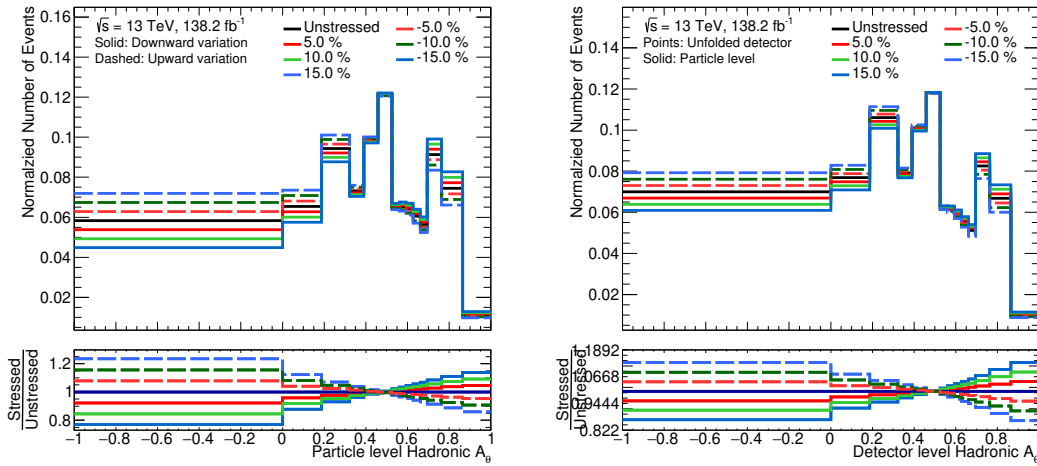 √s = 13 TeV, 138.2 fb⁻¹
Solid: Downward variation
Dashed: Upward variation
Unstressed
5.0 %
10.0 %
15.0 %
-5.0 %
-10.0 %
-15.0 %
Normalzied Number of Events
0.16
0.14
0.12
0.1
0.08
0.06
0.04
0.02
Stressed
Unstressed
1.2
1
0.8
−1 −0.8 −0.6 −0.4 −0.2 0 0.2 0.4 0.6 0.8 1
Particle level Hadronic A_θ
√s = 13 TeV, 138.2 fb⁻¹
Points: Unfolded detector
Solid: Particle level
Unstressed
5.0 %
10.0 %
15.0 %
-5.0 %
-10.0 %
-15.0 %
Normalzied Number of Events
0.16
0.14
0.12
0.1
0.08
0.06
0.04
0.02
Stressed
Unstressed
1.1892
0.822
−1 −0.8 −0.6 −0.4 −0.2 0 0.2 0.4 0.6 0.8
Detector level Hadronic A_θ